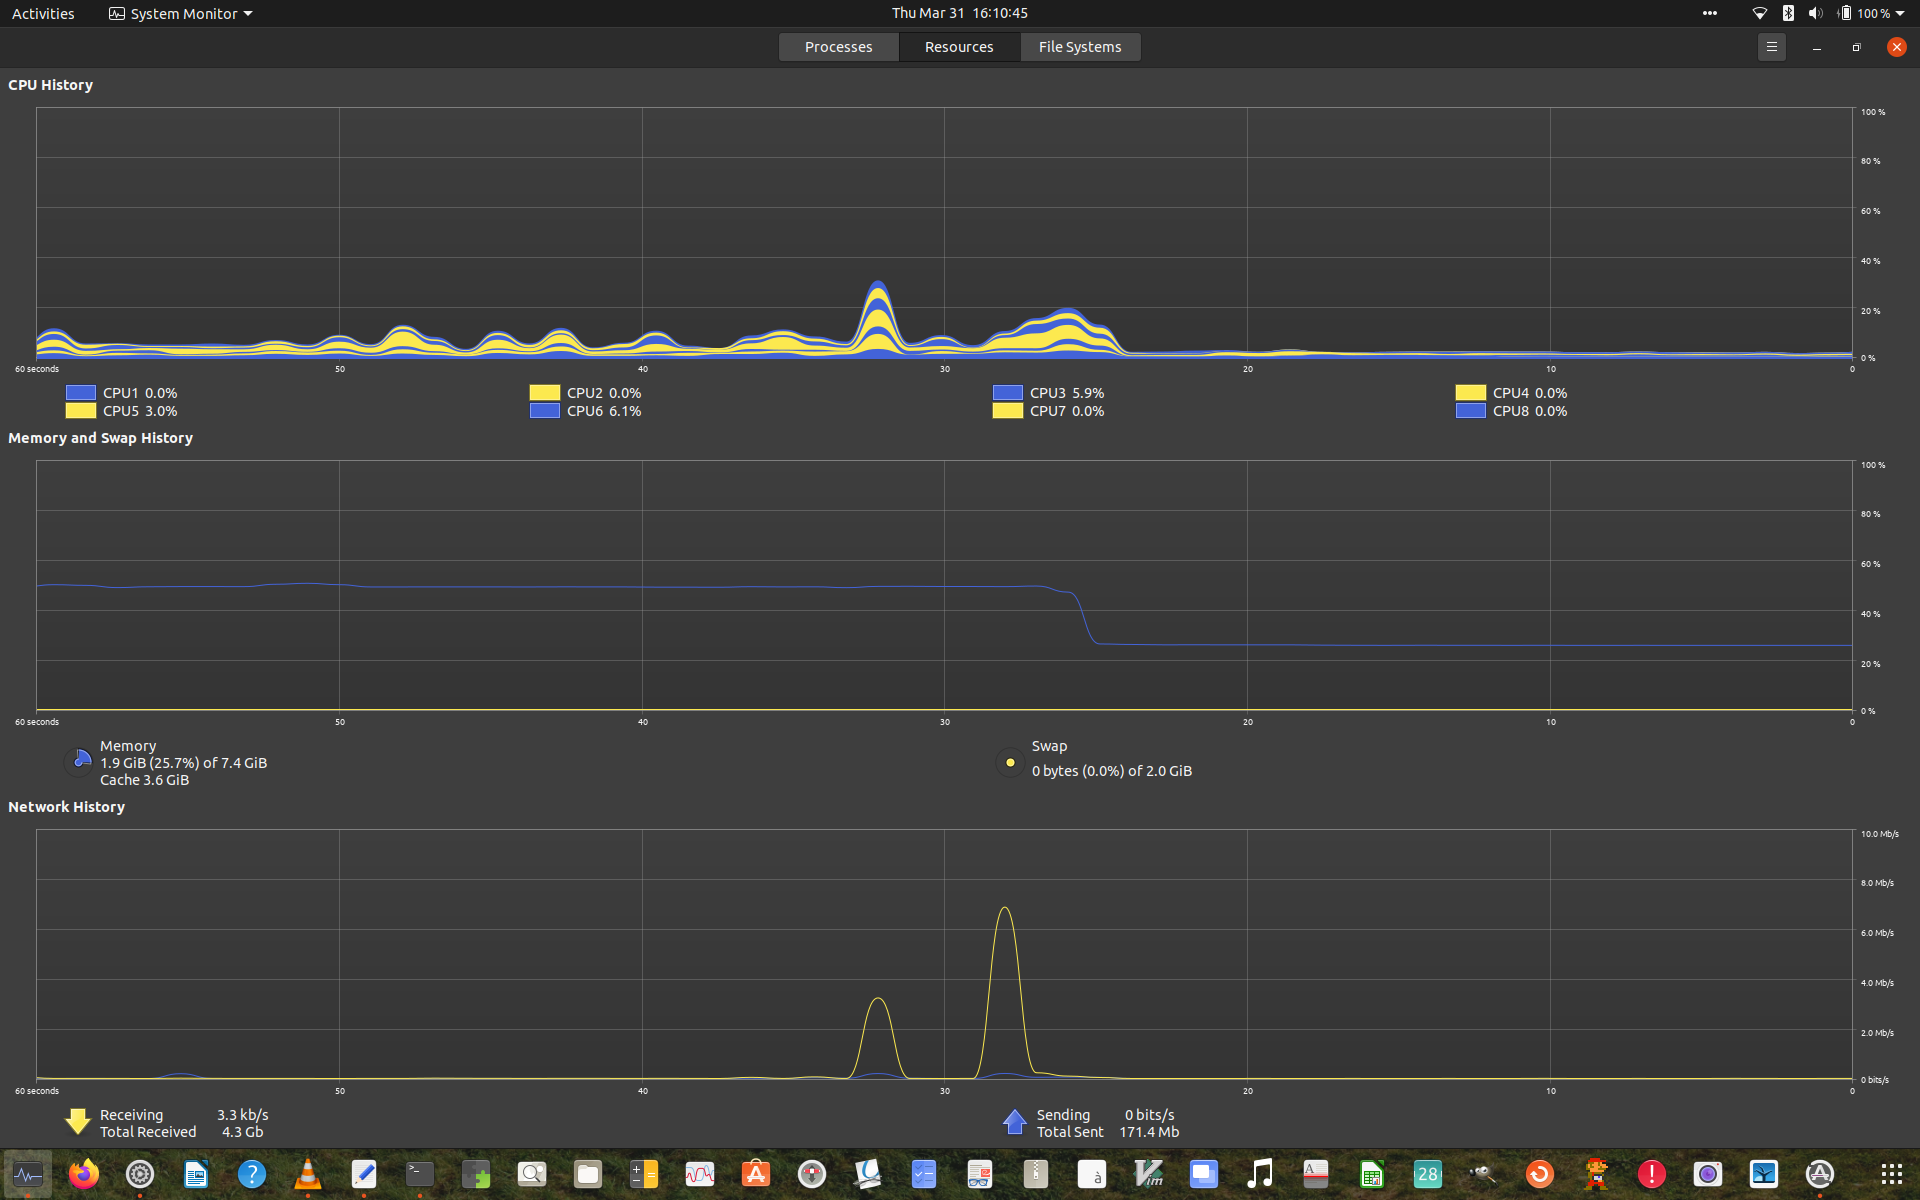 Activities System Monitor Thu Mar 31 16:10:45 100 %
Processes Resources File Systems
CPU History
100 %
80 %
60 %
40 %
20 %
0 %
60 seconds 50 40 30 20 10 0
CPU1 0.0% CPU2 0.0% CPU3 5.9% CPU4 0.0%
CPU5 3.0% CPU6 6.1% CPU7 0.0% CPU8 0.0%
Memory and Swap History
100 %
80 %
60 %
40 %
20 %
0 %
60 seconds 50 40 30 20 10 0
Memory
1.9 GiB (25.7%) of 7.4 GiB
Cache 3.6 GiB
Swap
0 bytes (0.0%) of 2.0 GiB
Network History
10.0 Mb/s
8.0 Mb/s
6.0 Mb/s
4.0 Mb/s
2.0 Mb/s
0 bits/s
60 seconds 50 40 30 20 10 0
Receiving 3.3 kb/s
Total Received 4.3 Gb
Sending 0 bits/s
Total Sent 171.4 Mb
? >_ à Vim A 28 !